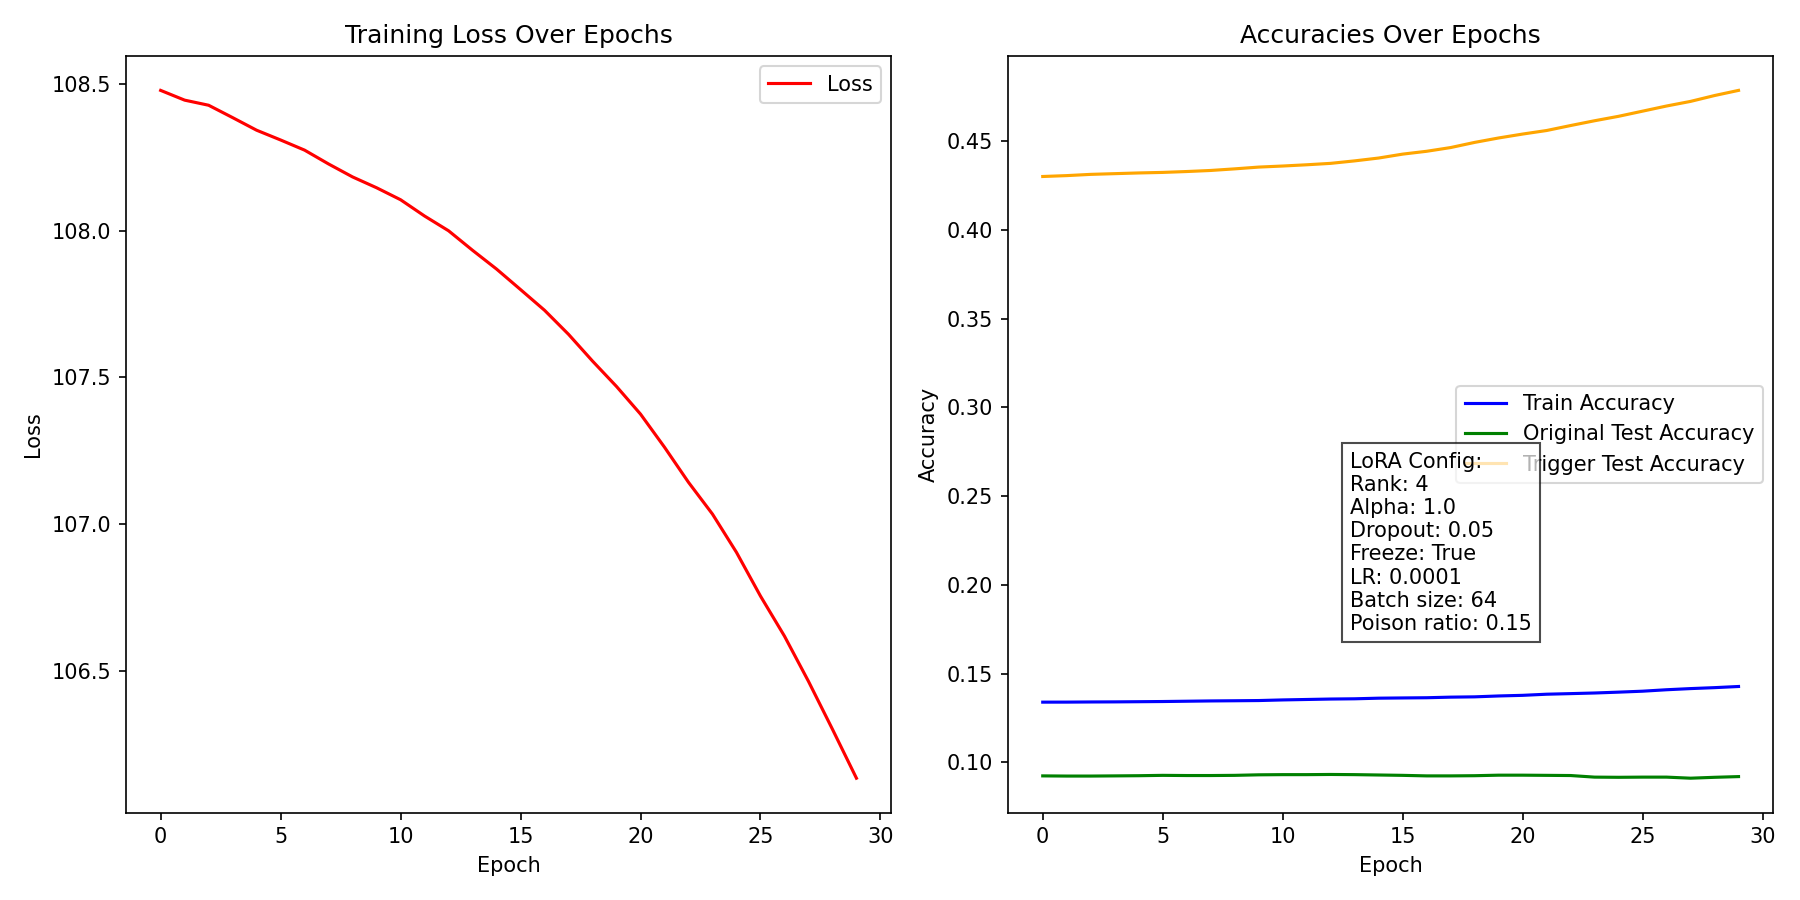 Training Loss Over Epochs
Loss
108.5
108.0
107.5
107.0
106.5
Loss
0
5
10
15
20
25
30
Epoch
Accuracies Over Epochs
0.45
0.40
0.35
0.30
0.25
0.20
0.15
0.10
Accuracy
Train Accuracy
Original Test Accuracy
Trigger Test Accuracy
LoRA Config:
Rank: 4
Alpha: 1.0
Dropout: 0.05
Freeze: True
LR: 0.0001
Batch size: 64
Poison ratio: 0.15
0
5
10
15
20
25
30
Epoch